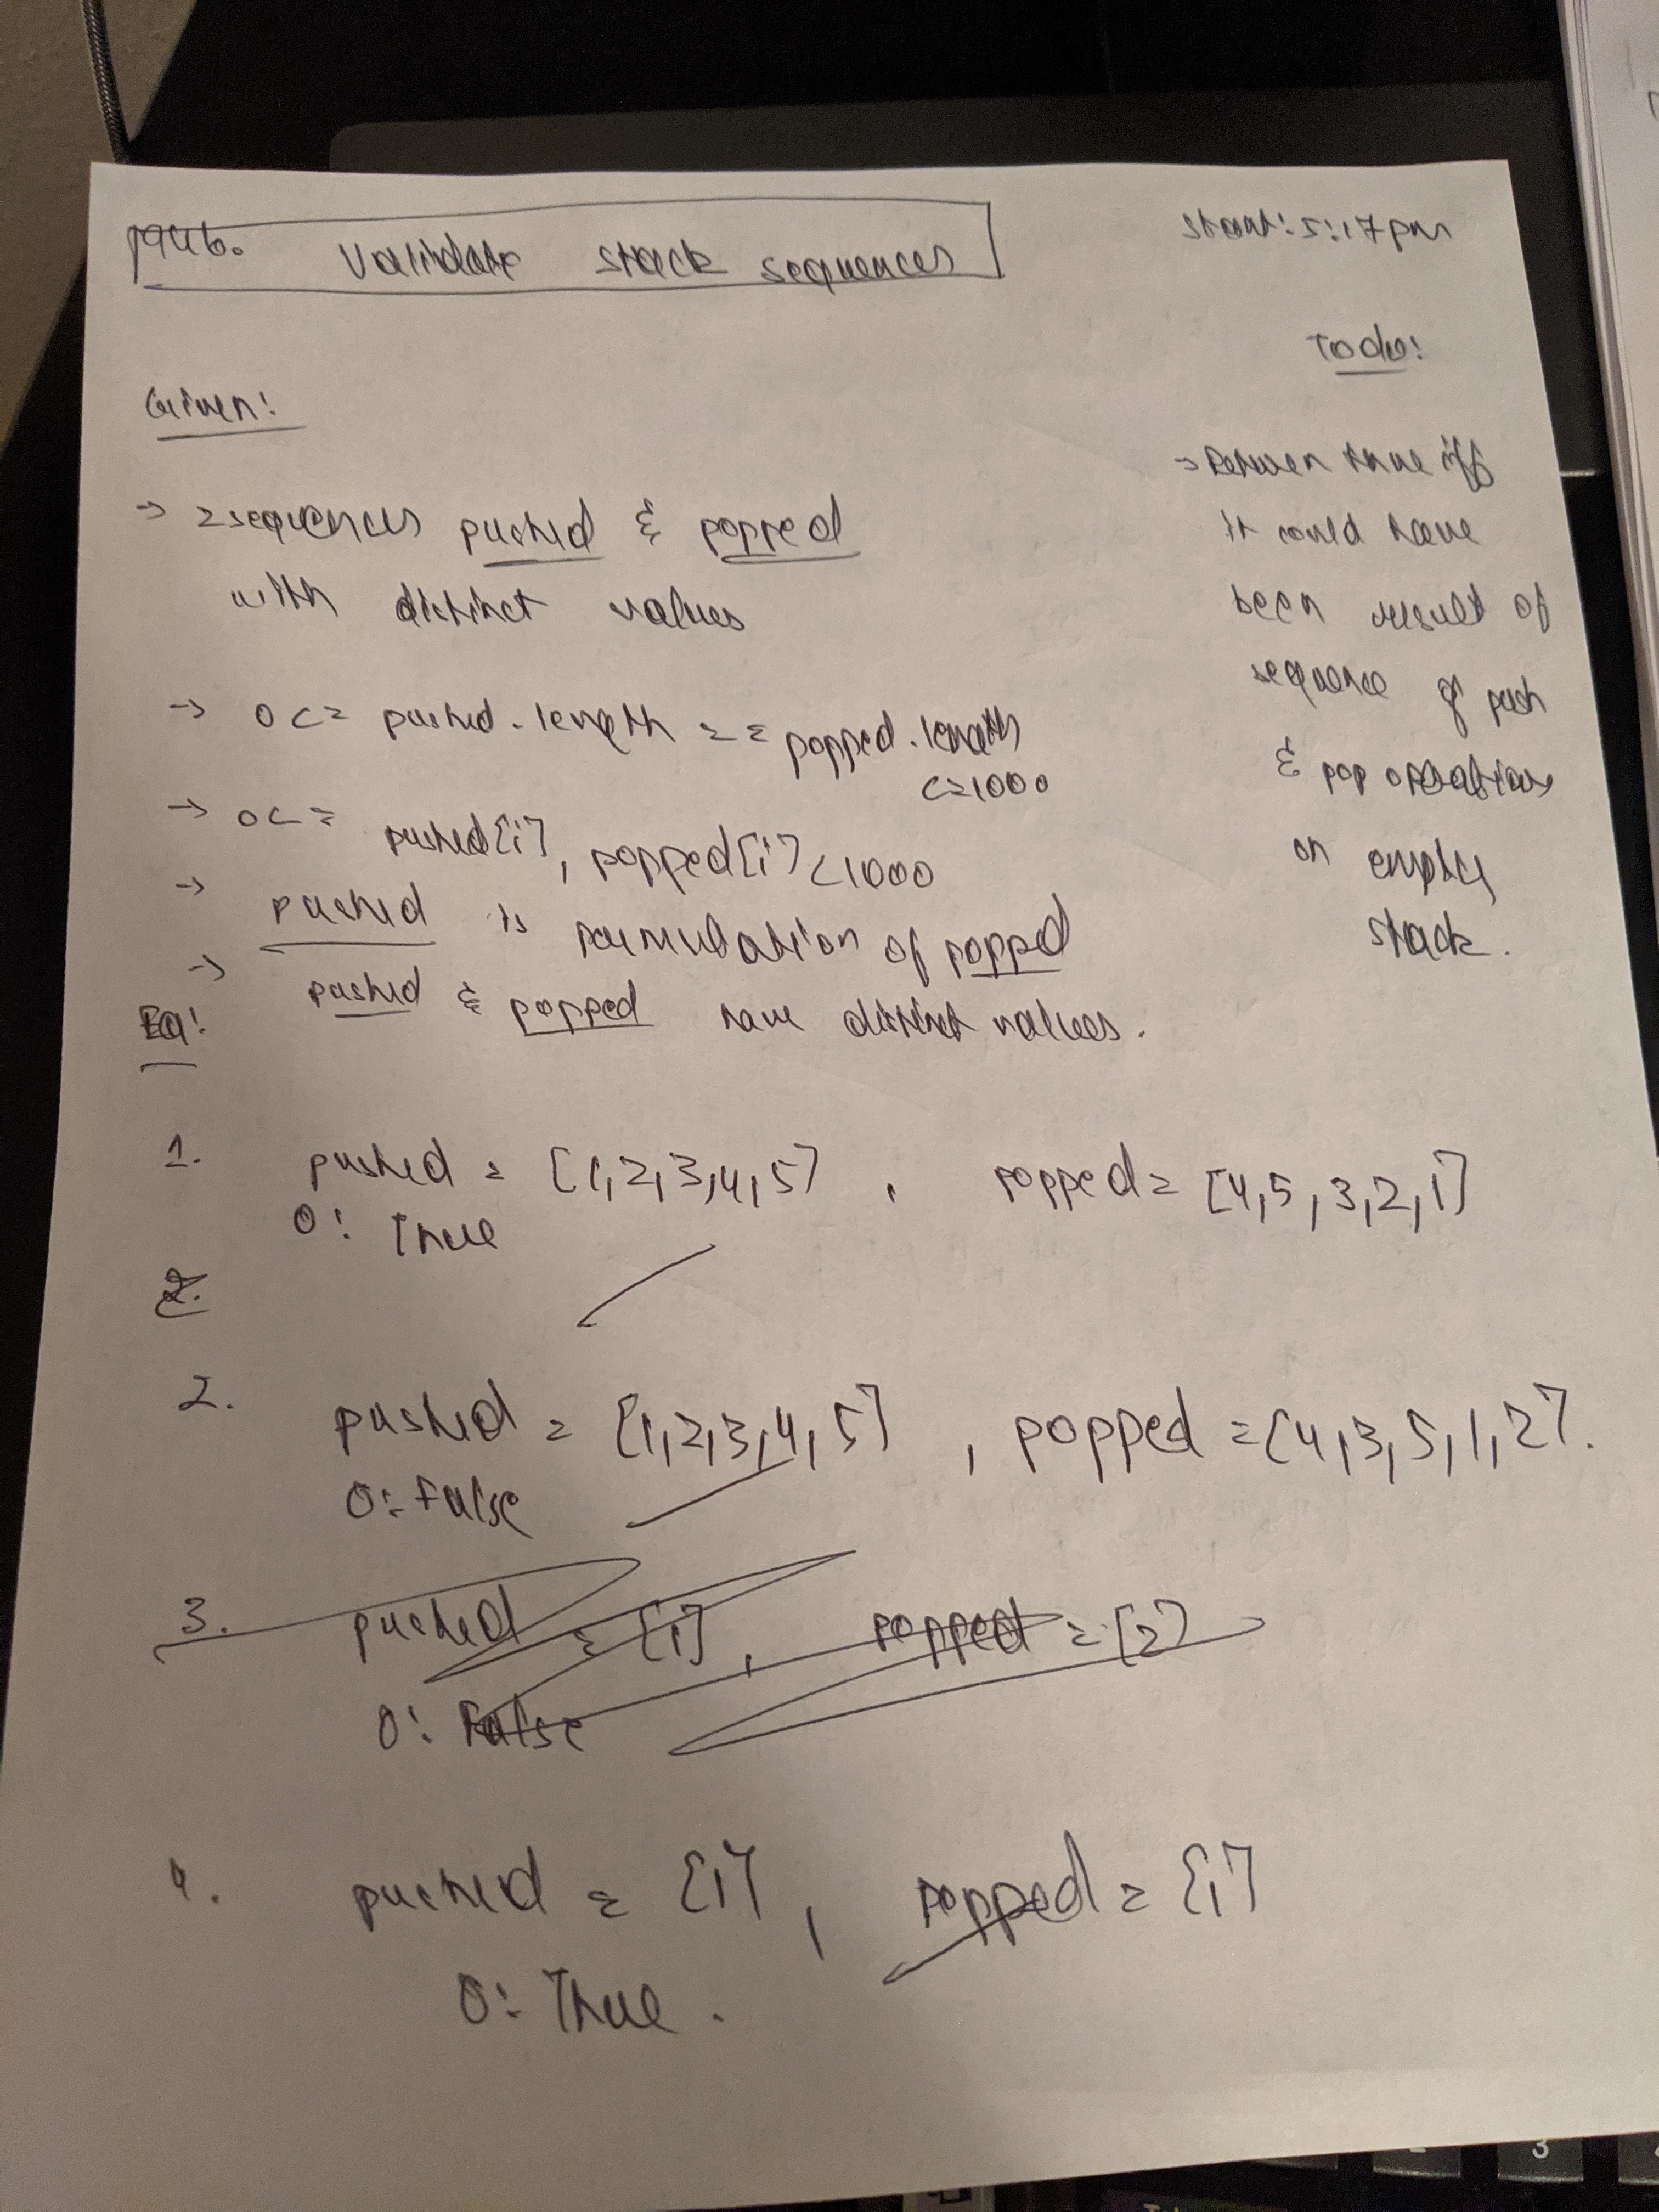 946. Validate stack sequences
start: 5:17pm
Given:
→ 2 sequences pushed & popped
with distinct values
→ 0 <= pushed.length == popped.length
<=1000
→ 0 <= pushed[i], popped[i] <1000
→ pushed is permutation of popped
→ pushed & popped have distinct values.
Todo:
→ Return true iff
it could have
been result of
sequence of push
& pop operations
on empty
stack.
Eg:
1. pushed = [1,2,3,4,5] , popped = [4,5,3,2,1]
O: True
2.
2. pushed = [1,2,3,4,5] , popped = [4,3,5,1,2].
O: False
3. pushed = [1], popped = [2]
O: False
4. pushed = [1], popped = [1]
O: True.
3